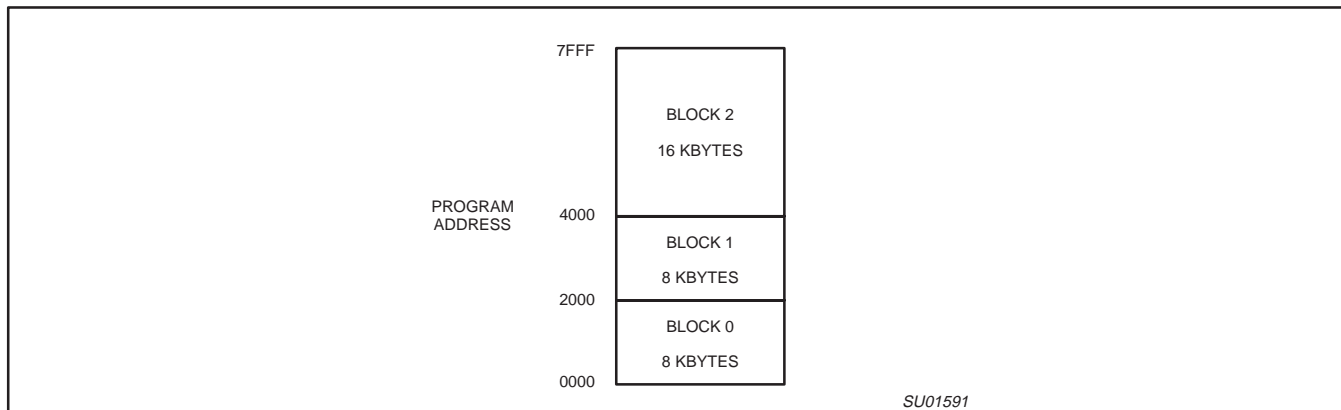 7FFF
BLOCK 2
16 KBYTES
PROGRAM
ADDRESS
4000
BLOCK 1
8 KBYTES
2000
BLOCK 0
8 KBYTES
0000
SU01591